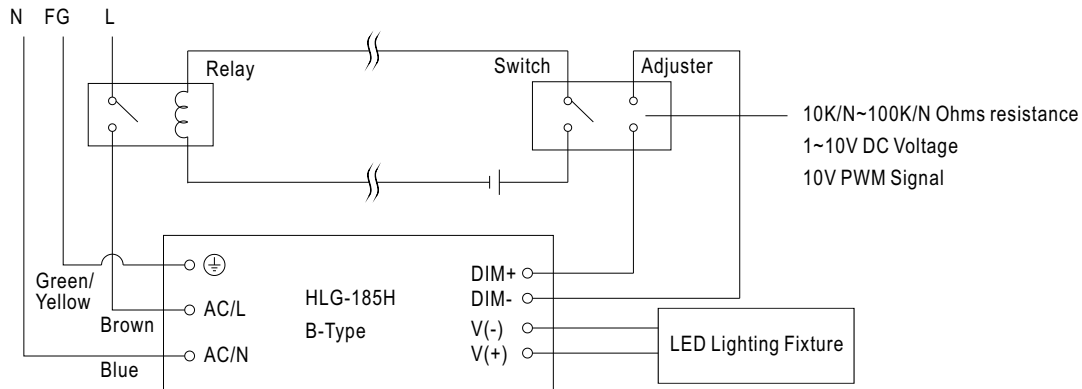 N FG L
Relay
Switch
Adjuster
10K/N~100K/N Ohms resistance
1~10V DC Voltage
10V PWM Signal
Green/
Yellow
Brown
Blue
AC/L
AC/N
HLG-185H
B-Type
DIM+
DIM-
V(-)
V(+)
LED Lighting Fixture